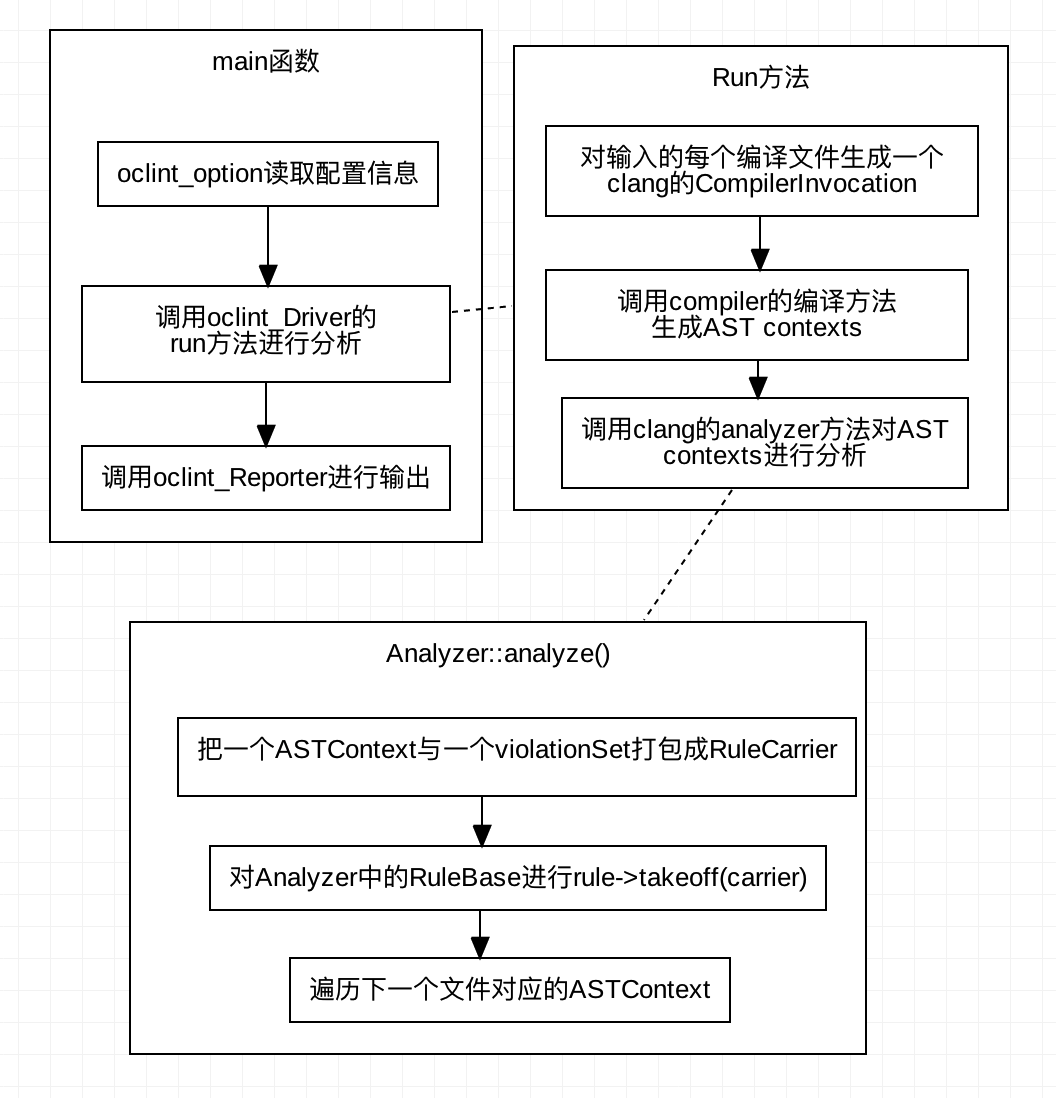 main函数
oclint_option读取配置信息
调用oclint_Driver的
run方法进行分析
调用oclint_Reporter进行输出
Run方法
对输入的每个编译文件生成一个
clang的CompilerInvocation
调用compiler的编译方法
生成AST contexts
调用clang的analyzer方法对AST
contexts进行分析
Analyzer::analyze()
把一个ASTContext与一个violationSet打包成RuleCarrier
对Analyzer中的RuleBase进行rule->takeoff(carrier)
遍历下一个文件对应的ASTContext